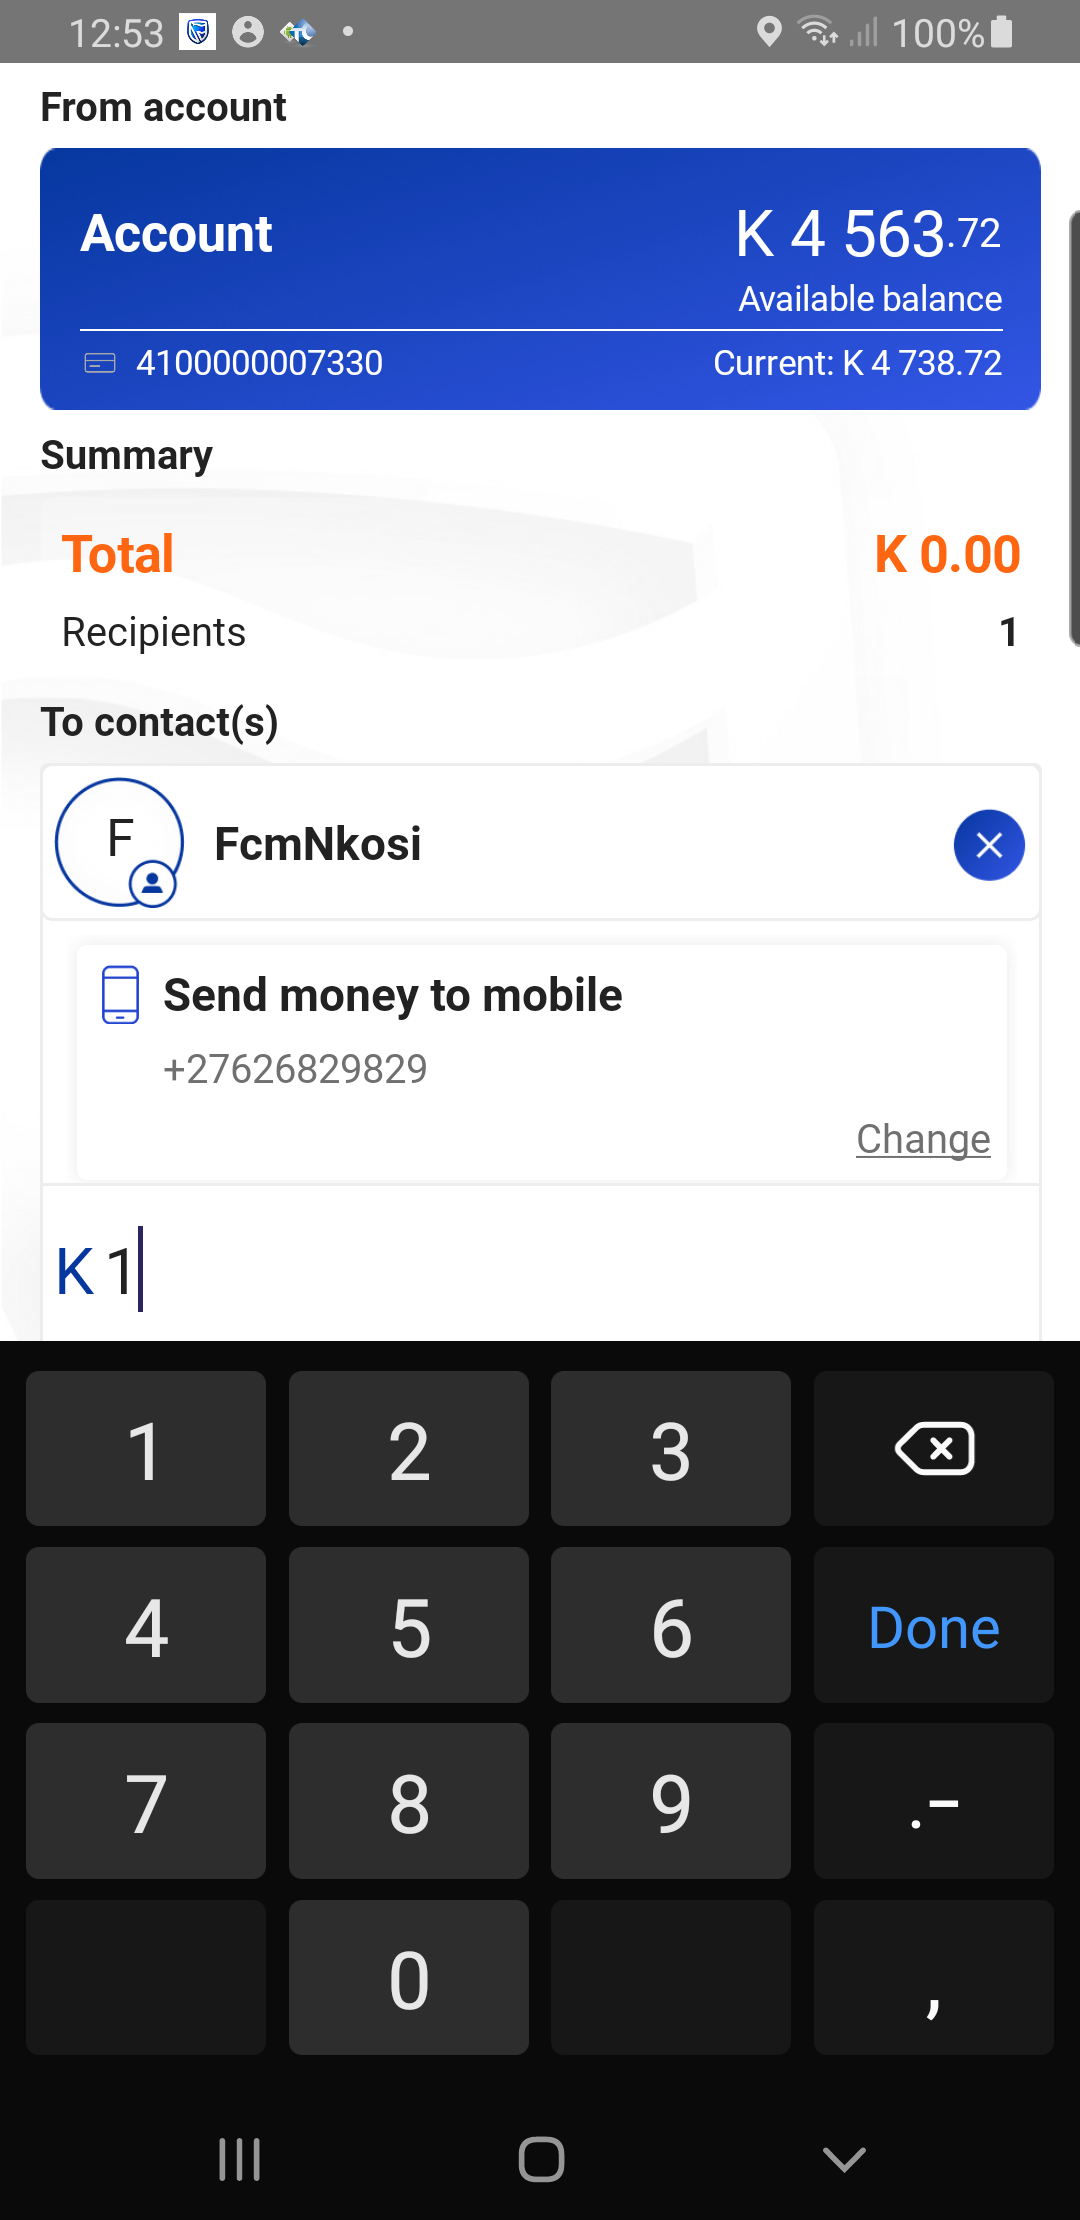 12:53 100%
From account
Account K 4 563.72
Available balance
4100000007330 Current: K 4 738.72
Summary
Total K 0.00
Recipients 1
To contact(s)
F FcmNkosi
Send money to mobile
+27626829829
Change
K 1
1 2 3
4 5 6 Done
7 8 9 .-
0 ,